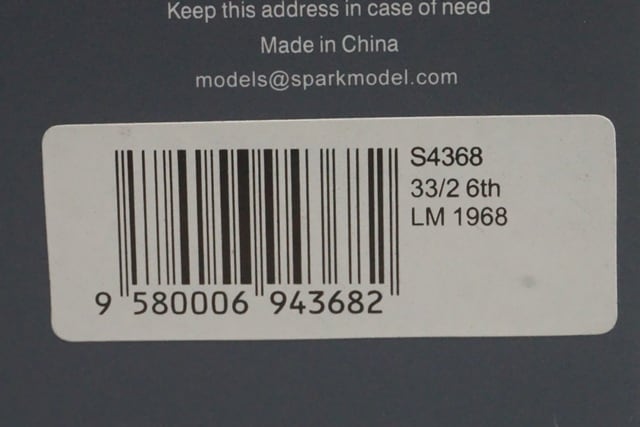 Keep this address in case of need
Made in China
models@sparkmodel.com
S4368
33/2 6th
LM 1968
9 580006 943682